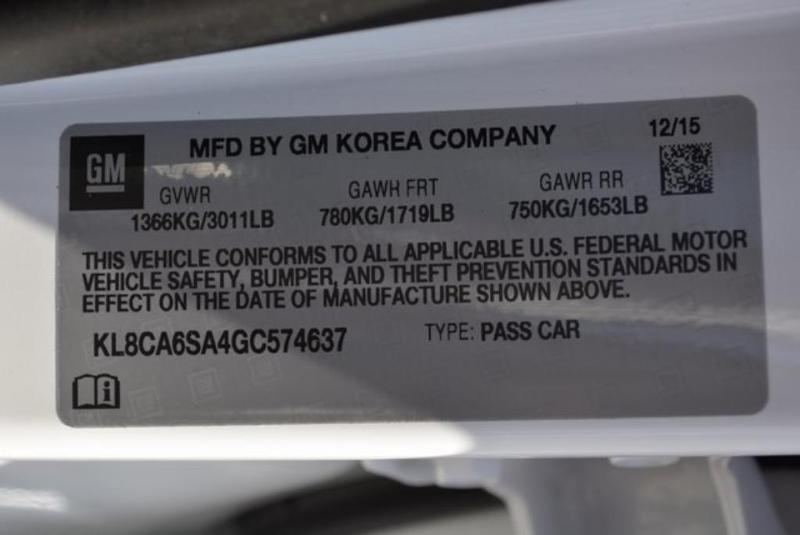 GM
MFD BY GM KOREA COMPANY
12/15
GVWR
GAWH FRT
GAWR RR
1366KG/3011LB
780KG/1719LB
750KG/1653LB
THIS VEHICLE CONFORMS TO ALL APPLICABLE U.S. FEDERAL MOTOR
VEHICLE SAFETY, BUMPER, AND THEFT PREVENTION STANDARDS IN
EFFECT ON THE DATE OF MANUFACTURE SHOWN ABOVE.
KL8CA6SA4GC574637
TYPE: PASS CAR
i